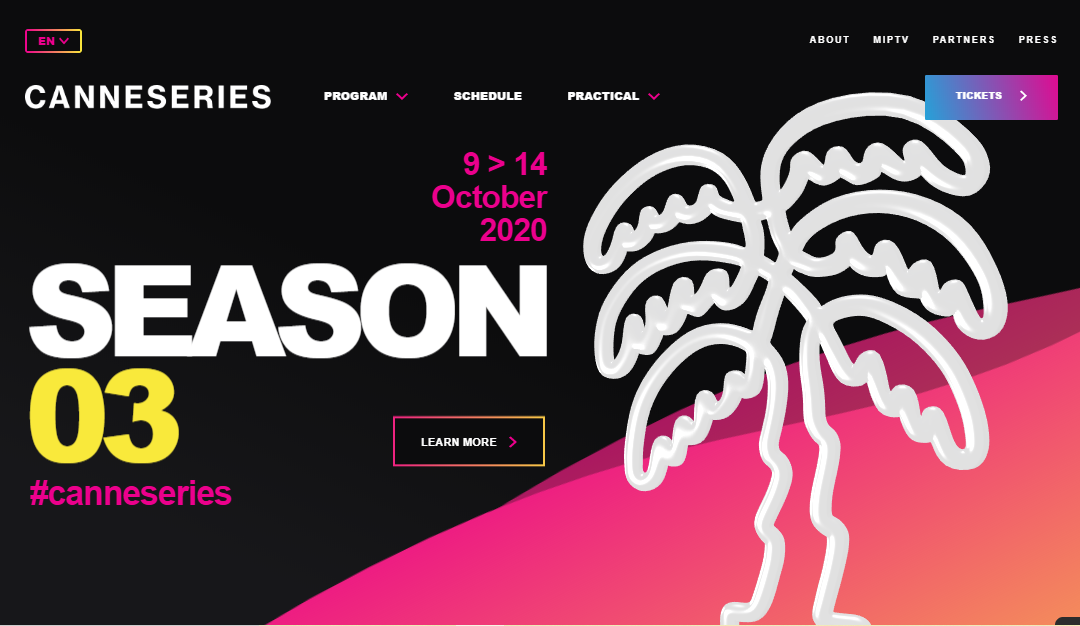 EN
ABOUT MIPTV PARTNERS PRESS
CANNESERIES
PROGRAM SCHEDULE PRACTICAL
TICKETS
9 > 14
October
2020
SEASON
03
LEARN MORE
#canneseries